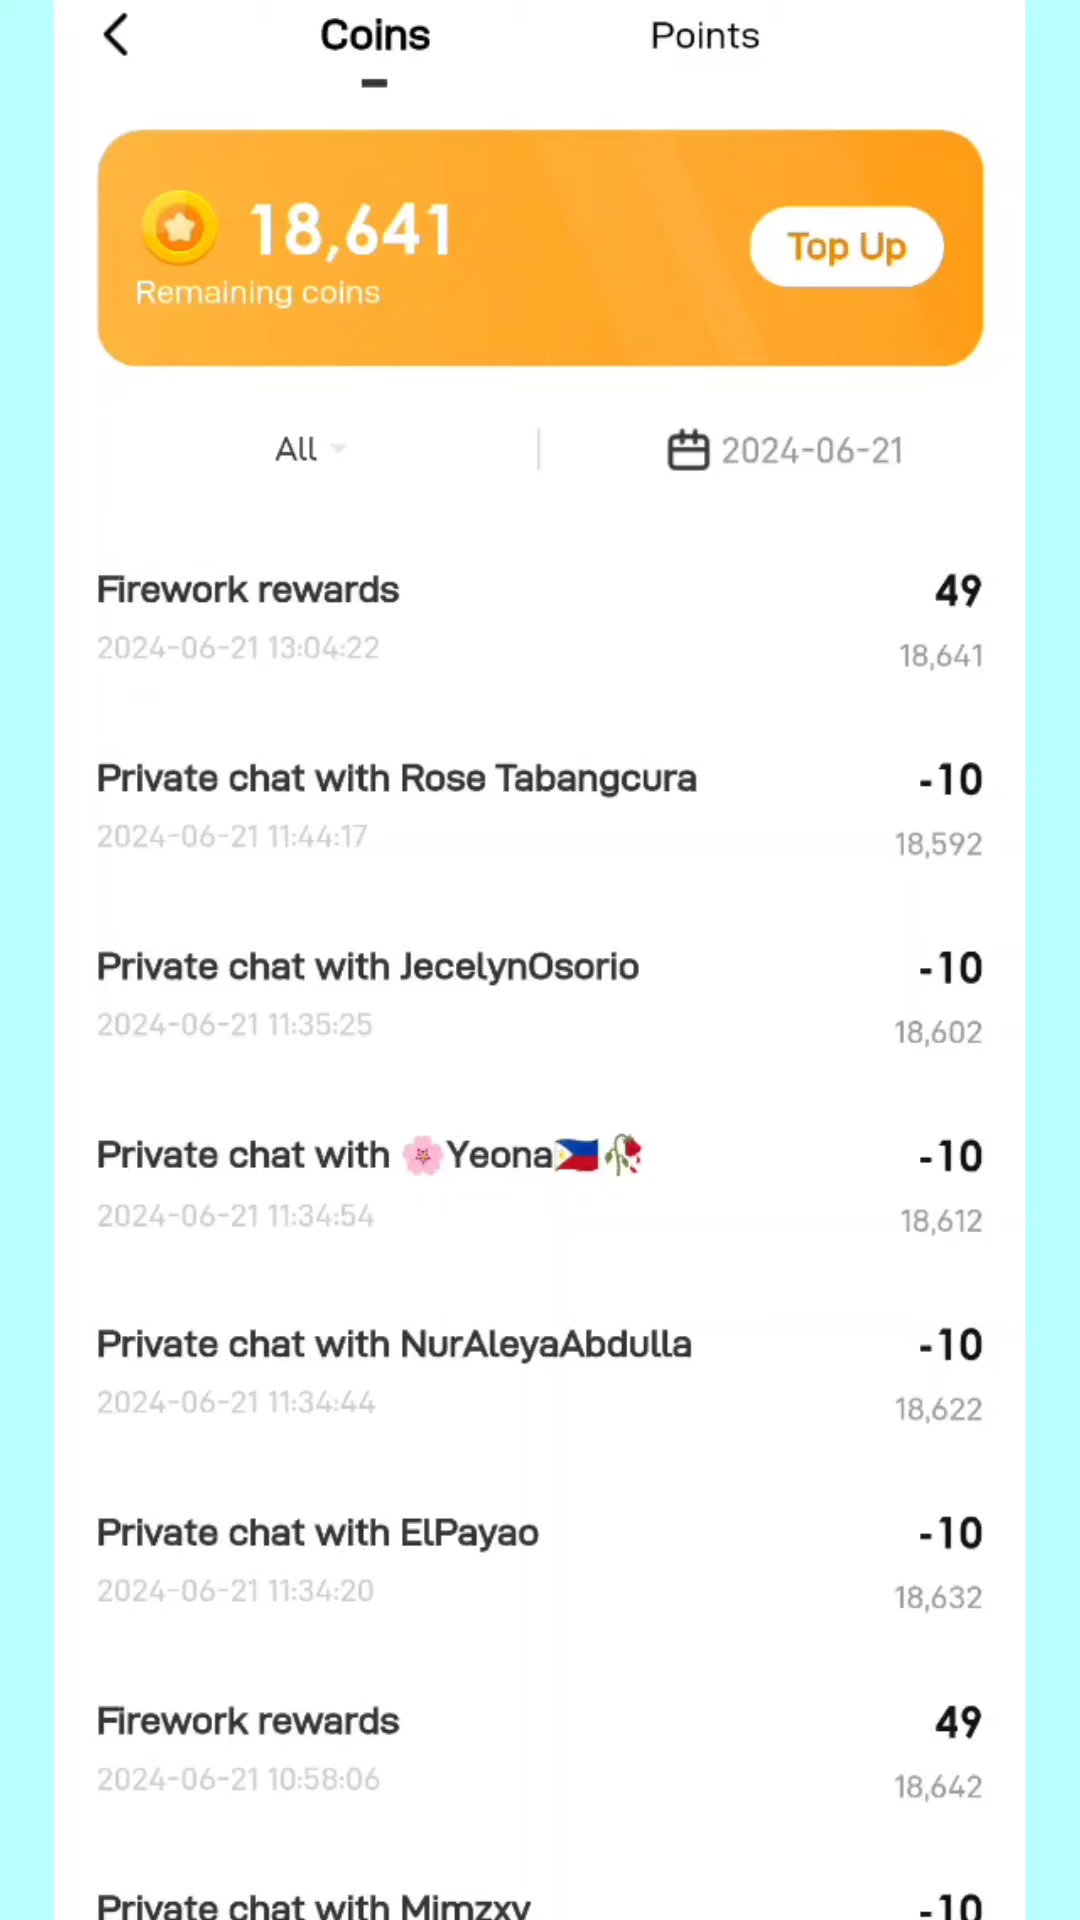 Coins
Points
18,641
Remaining coins
Top Up
All
2024-06-21
Firework rewards
49
2024-06-21 13:04:22
18,641
Private chat with Rose Tabangcura
-10
2024-06-21 11:44:17
18,592
Private chat with JecelynOsorio
-10
2024-06-21 11:35:25
18,602
Private chat with 🌸Yeona🇵🇭🥀
-10
2024-06-21 11:34:54
18,612
Private chat with NurAleyaAbdulla
-10
2024-06-21 11:34:44
18,622
Private chat with ElPayao
-10
2024-06-21 11:34:20
18,632
Firework rewards
49
2024-06-21 10:58:06
18,642
Private chat with Mimzxy
-10